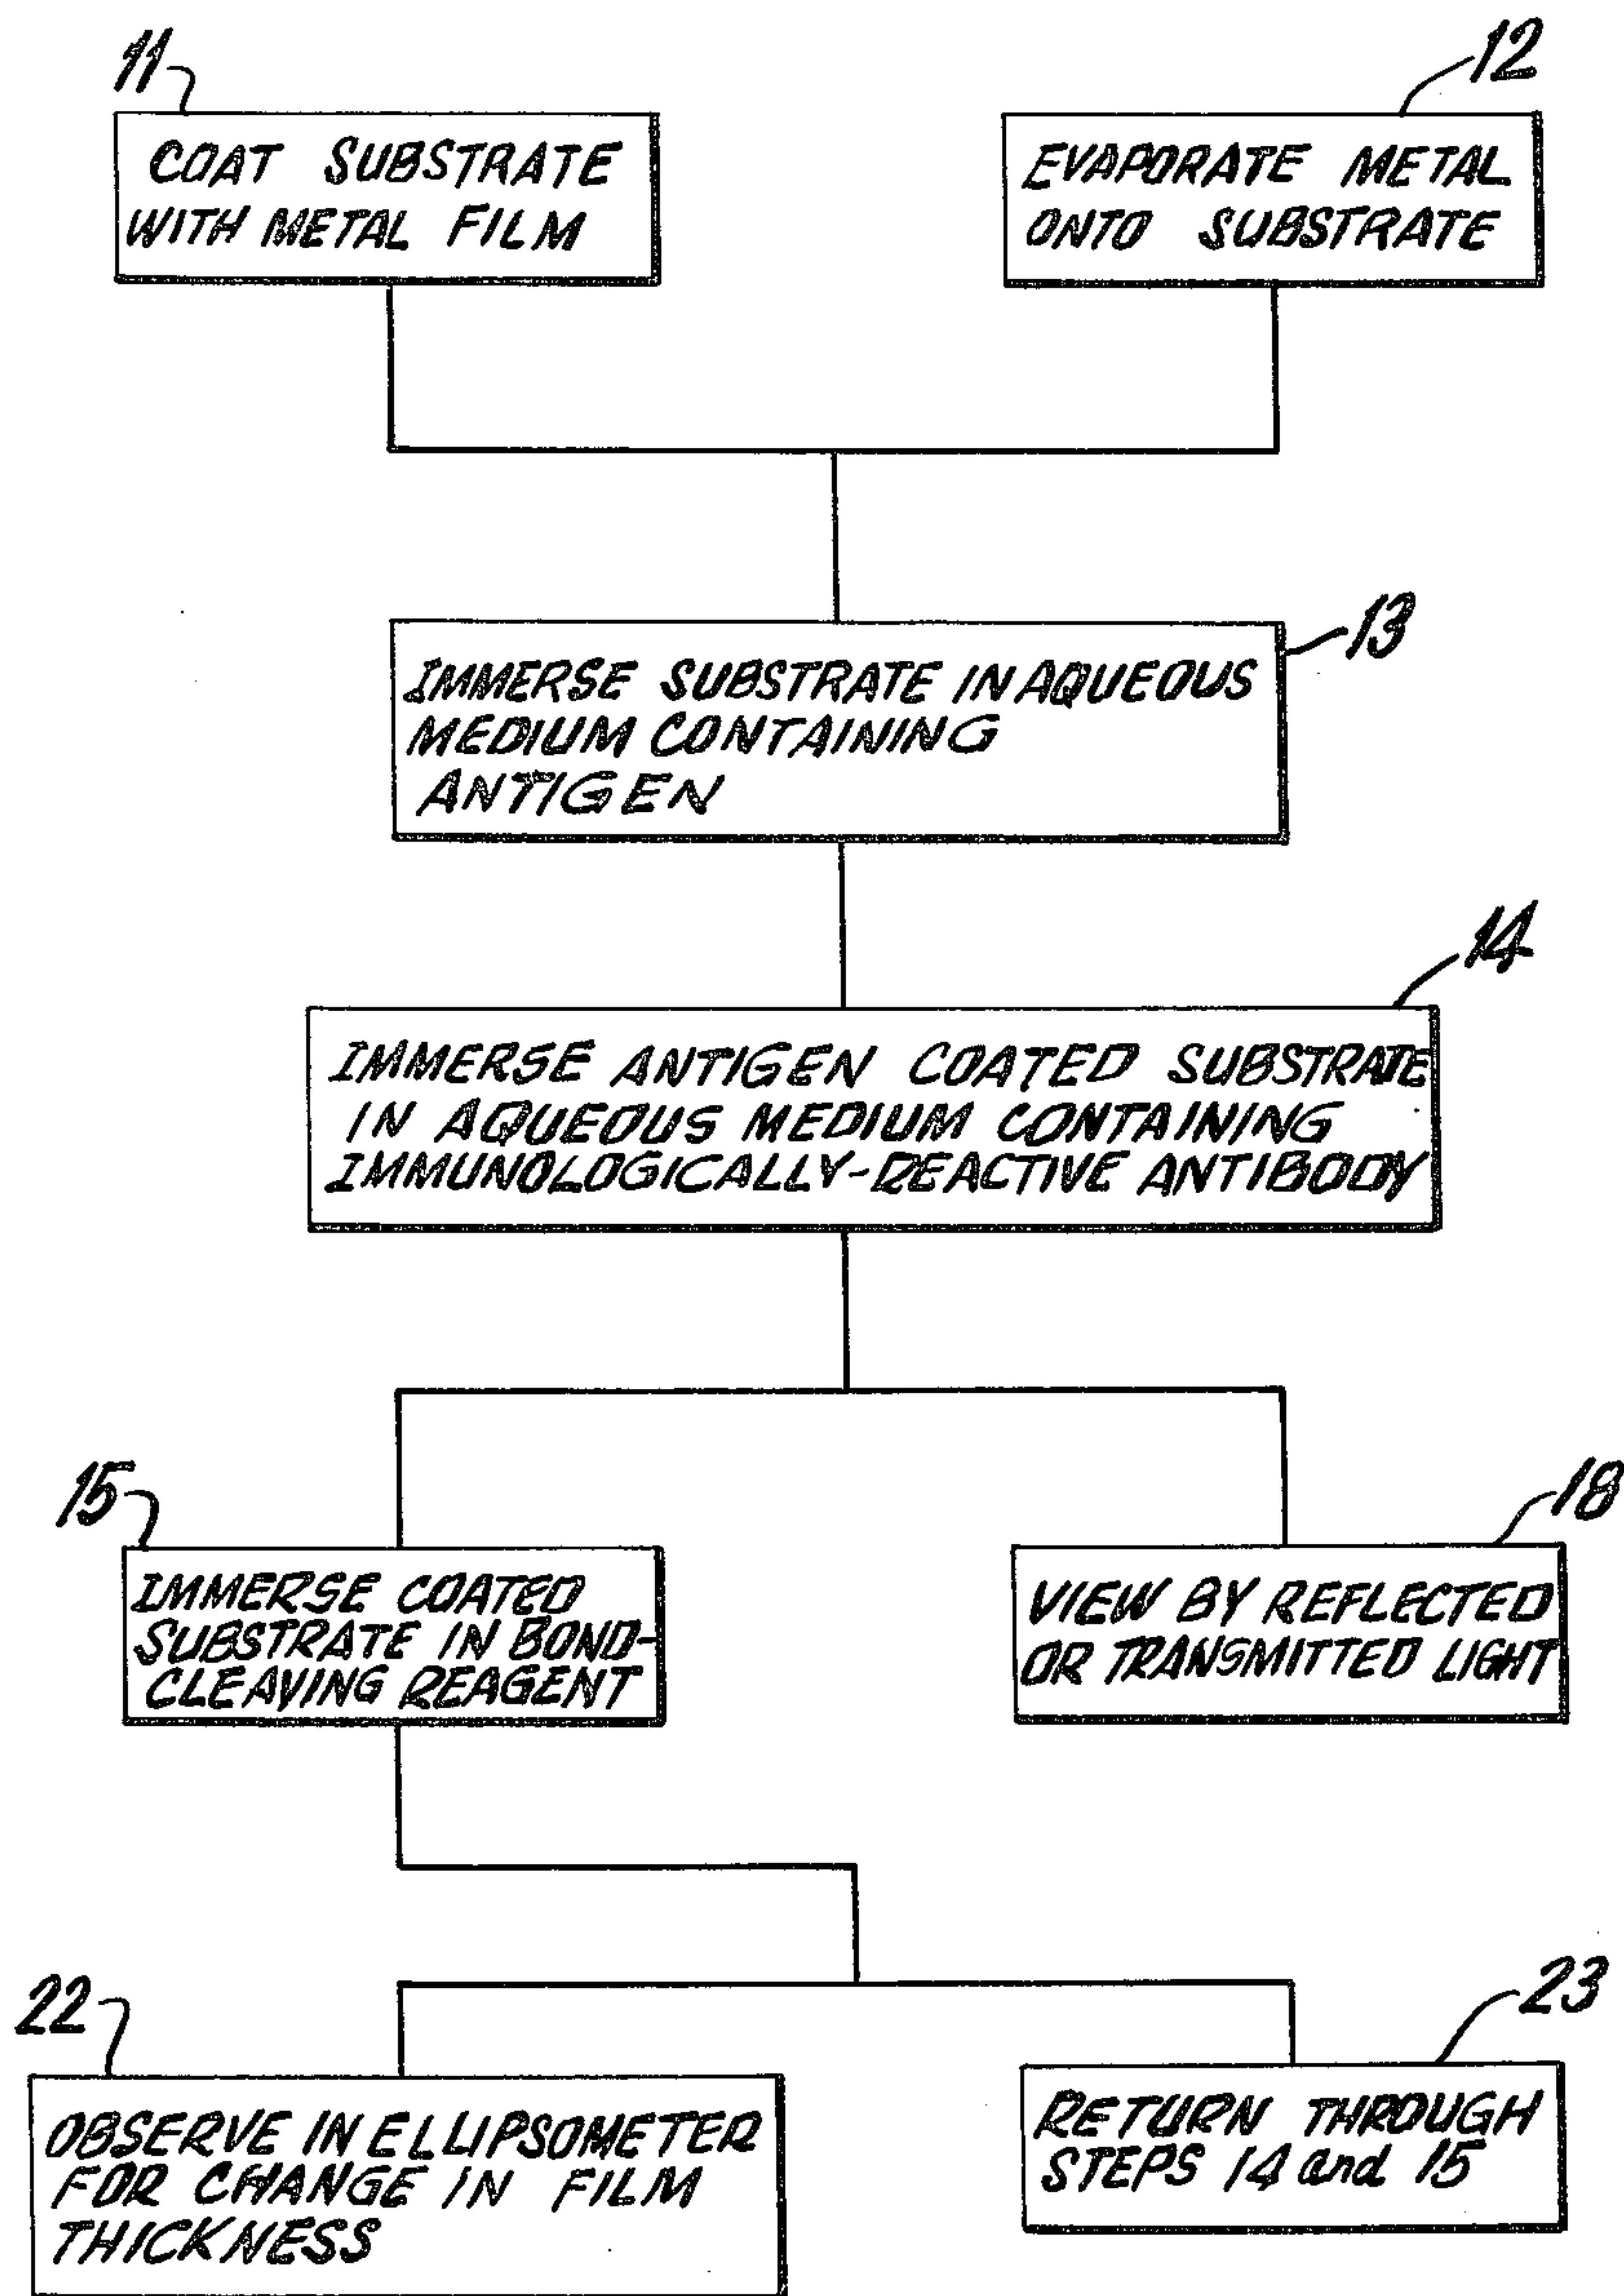 11
COAT SUBSTRATE
WITH METAL FILM
12
EVAPORATE METAL
ONTO SUBSTRATE
13
IMMERSE SUBSTRATE IN AQUEOUS
MEDIUM CONTAINING
ANTIGEN
14
IMMERSE ANTIGEN COATED SUBSTRATE
IN AQUEOUS MEDIUM CONTAINING
IMMUNOLOGICALLY-REACTIVE ANTIBODY
15
IMMERSE COATED
SUBSTRATE IN BOND-
CLEAVING REAGENT
18
VIEW BY REFLECTED
OR TRANSMITTED LIGHT
22
OBSERVE IN ELLIPSOMETER
FOR CHANGE IN FILM
THICKNESS
23
RETURN THROUGH
STEPS 14 and 15